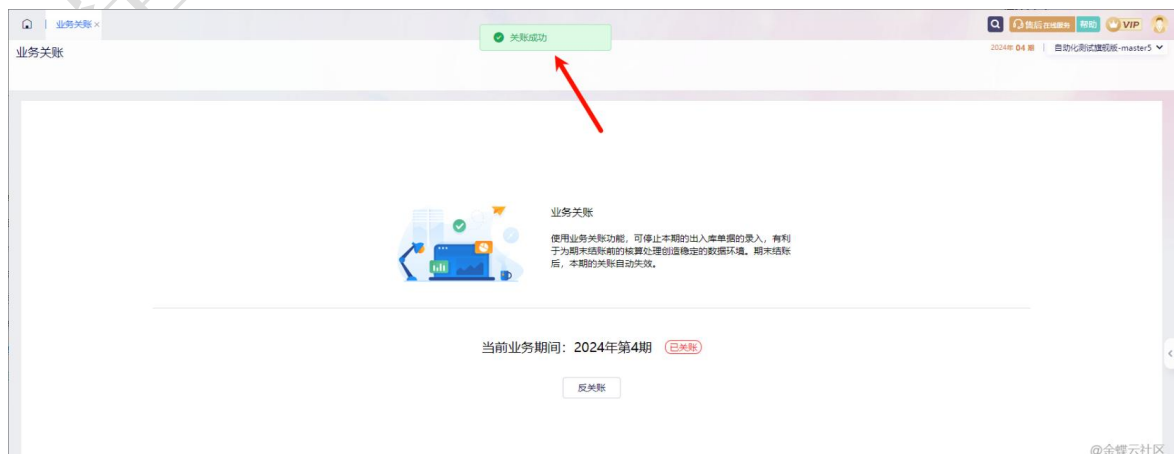 业务关账 ×
关账成功
售后在线服务
帮助
VIP
业务关账
2024年 04 期
自动化测试旗舰版-master5
业务关账
使用业务关账功能，可停止本期的出入库单据的录入，有利
于为期末结账前的核算处理创造稳定的数据环境。期末结账
后，本期的关账自动失效。
当前业务期间：2024年第4期 已关账
反关账
@金蝶云社区